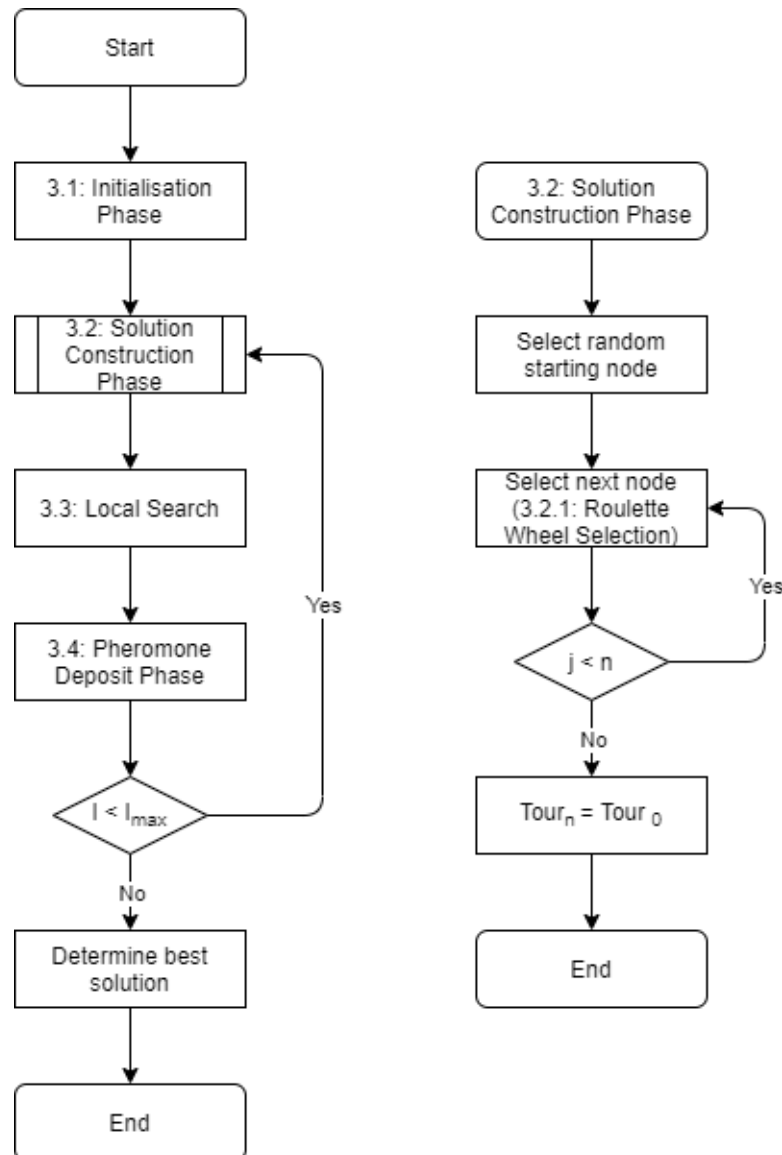 Start
3.1: Initialisation
Phase
3.2: Solution
Construction
Phase
3.3: Local Search
3.4: Pheromone
Deposit Phase
Yes
I < Imax
No
Determine best
solution
End
3.2: Solution
Construction Phase
Select random
starting node
Select next node
(3.2.1: Roulette
Wheel Selection)
Yes
j < n
No
Tourn = Tour 0
End